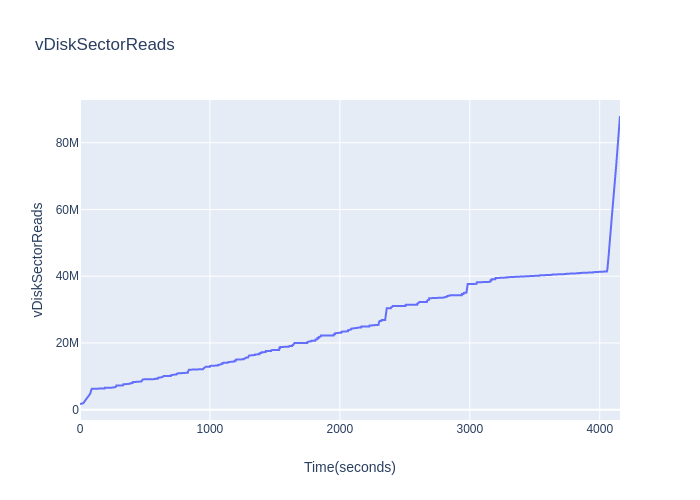 vDiskSectorReads
80M
60M
40M
20M
0
vDiskSectorReads
0
1000
2000
3000
4000
Time(seconds)